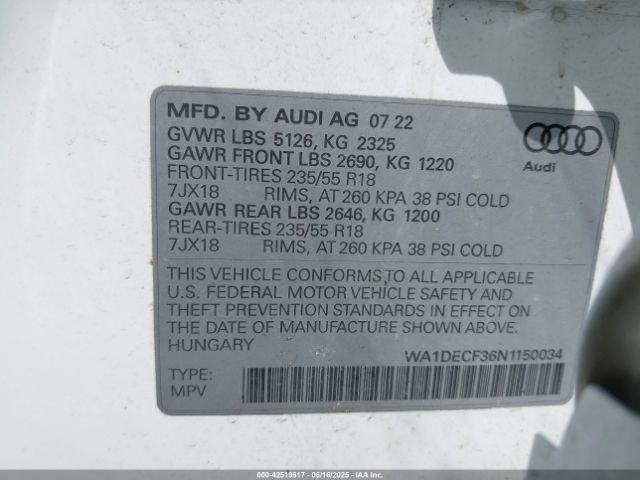 MFD. BY AUDI AG 07 22
GVWR LBS 5126, KG 2325
GAWR FRONT LBS 2690, KG 1220
FRONT-TIRES 235/55 R18
7JX18 RIMS, AT 260 KPA 38 PSI COLD
GAWR REAR LBS 2646, KG 1200
REAR-TIRES 235/55 R18
7JX18 RIMS, AT 260 KPA 38 PSI COLD
Audi
THIS VEHICLE CONFORMS TO ALL APPLICABLE
U.S. FEDERAL MOTOR VEHICLE SAFETY AND
THEFT PREVENTION STANDARDS IN EFFECT ON
THE DATE OF MANUFACTURE SHOWN ABOVE.
HUNGARY
WA1DECF36N1150034
TYPE:
MPV
000-42519617 - 06/16/2025 - IAA Inc.